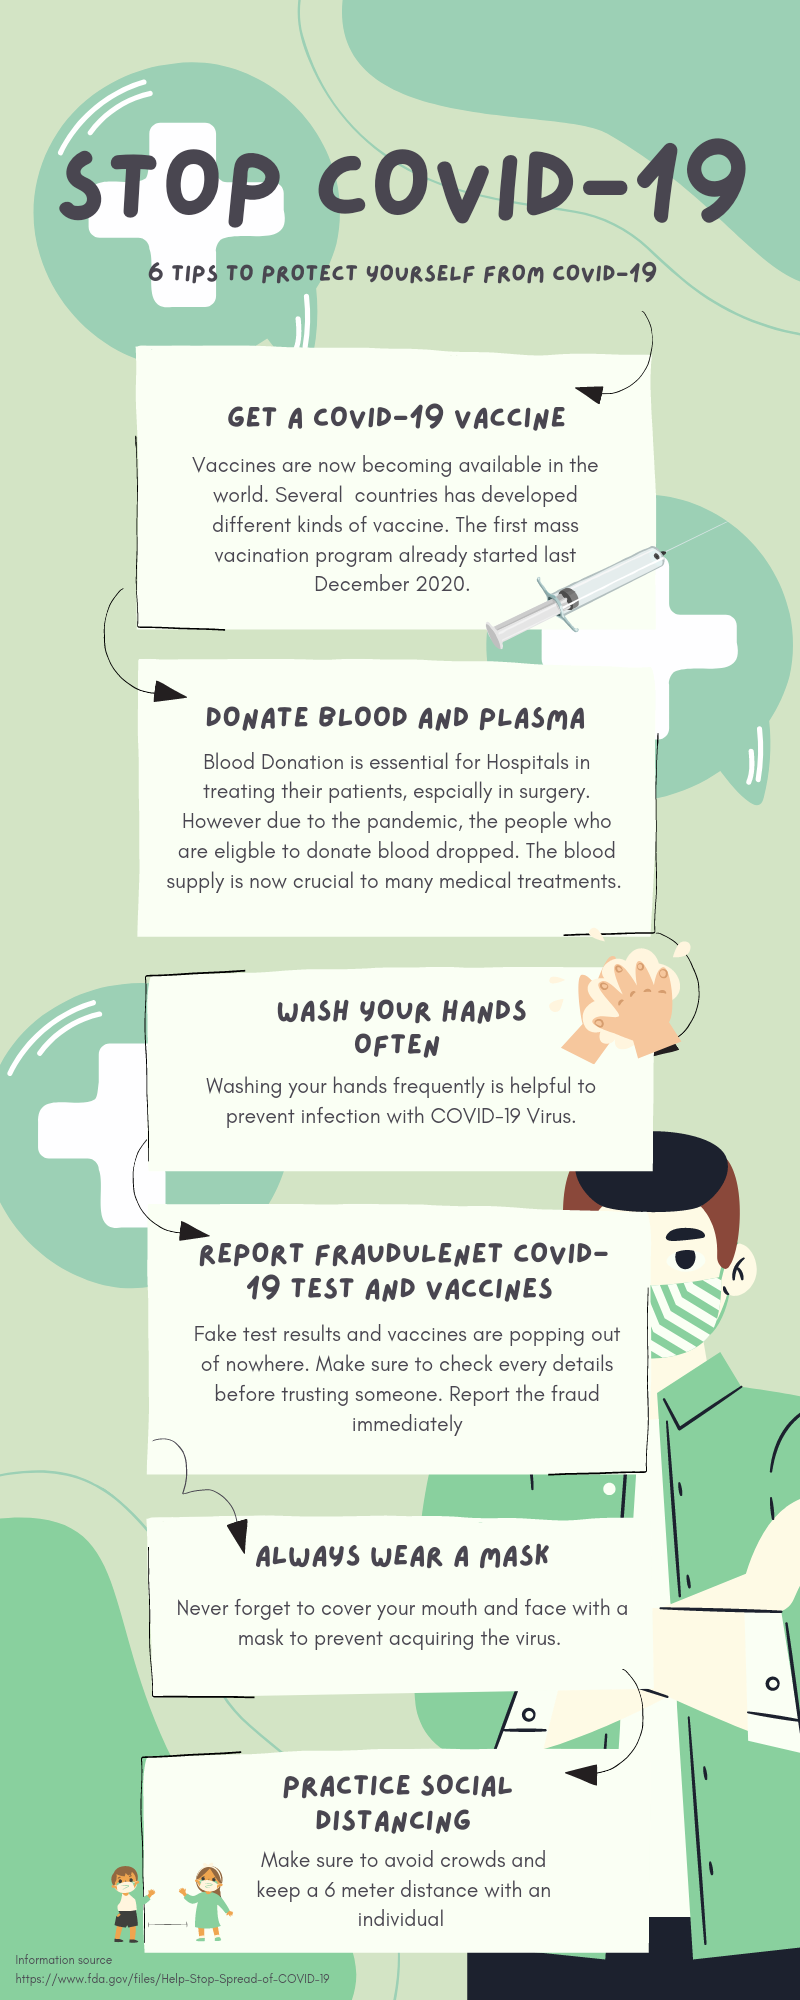 STOP COVID-19
6 TIPS TO PROTECT YOURSELF FROM COVID-19
GET A COVID-19 VACCINE
Vaccines are now becoming available in the
world. Several  countries has developed
different kinds of vaccine. The first mass
vacination program already started last
December 2020.
DONATE BLOOD AND PLASMA
Blood Donation is essential for Hospitals in
treating their patients, espcially in surgery.
However due to the pandemic, the people who
are eligble to donate blood dropped. The blood
supply is now crucial to many medical treatments.
WASH YOUR HANDS
OFTEN
Washing your hands frequently is helpful to
prevent infection with COVID-19 Virus.
REPORT FRAUDULENET COVID-
19 TEST AND VACCINES
Fake test results and vaccines are popping out
of nowhere. Make sure to check every details
before trusting someone. Report the fraud
immediately
ALWAYS WEAR A MASK
Never forget to cover your mouth and face with a
mask to prevent acquiring the virus.
PRACTICE SOCIAL
DISTANCING
Make sure to avoid crowds and
keep a 6 meter distance with an
individual
Information source
https://www.fda.gov/files/Help-Stop-Spread-of-COVID-19